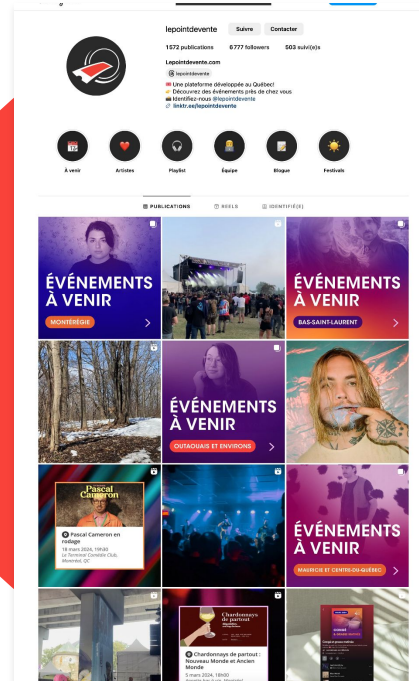 lepointdevente
Suivre
Contacter
1 572 publications
6 777 followers
503 suivi(e)s
Lepointdevente.com
lepointdevente
Une plateforme développée au Québec!
Découvrez des événements près de chez vous
Identifiez-nous @lepointdevente
linktr.ee/lepointdevente
À venir
Artistes
Playlist
Équipe
Blogue
Festivals
PUBLICATIONS
REELS
IDENTIFIÉ(E)
ÉVÉNEMENTS
À VENIR
MONTÉRÉGIE
ÉVÉNEMENTS
À VENIR
BAS-SAINT-LAURENT
ÉVÉNEMENTS
À VENIR
OUTAOUAIS ET ENVIRONS
Pascal
Cameron
Pascal Cameron en
rodage
18 mars 2024, 19h30
Le Terminal Comédie Club,
Montréal, QC
ÉVÉNEMENTS
À VENIR
MAURICIE ET CENTRE-DU-QUÉBEC
Chardonnays
de partout
Chardonnays de partout :
Nouveau Monde et Ancien
Monde
5 mars 2024, 18h00